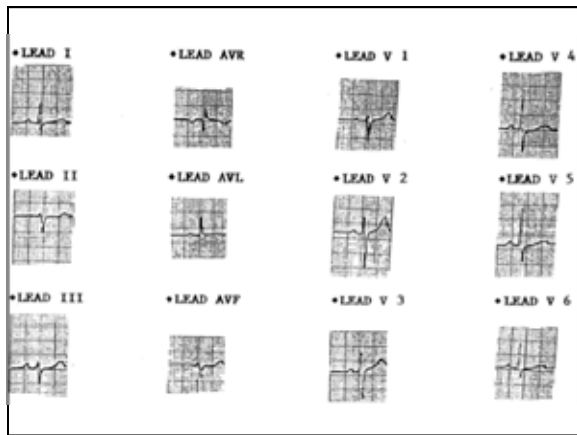 ◆LEAD I ◆LEAD AVR ◆LEAD V 1 ◆LEAD V 4
◆LEAD II ◆LEAD AVL ◆LEAD V 2 ◆LEAD V 5
◆LEAD III ◆LEAD AVF ◆LEAD V 3 ◆LEAD V 6